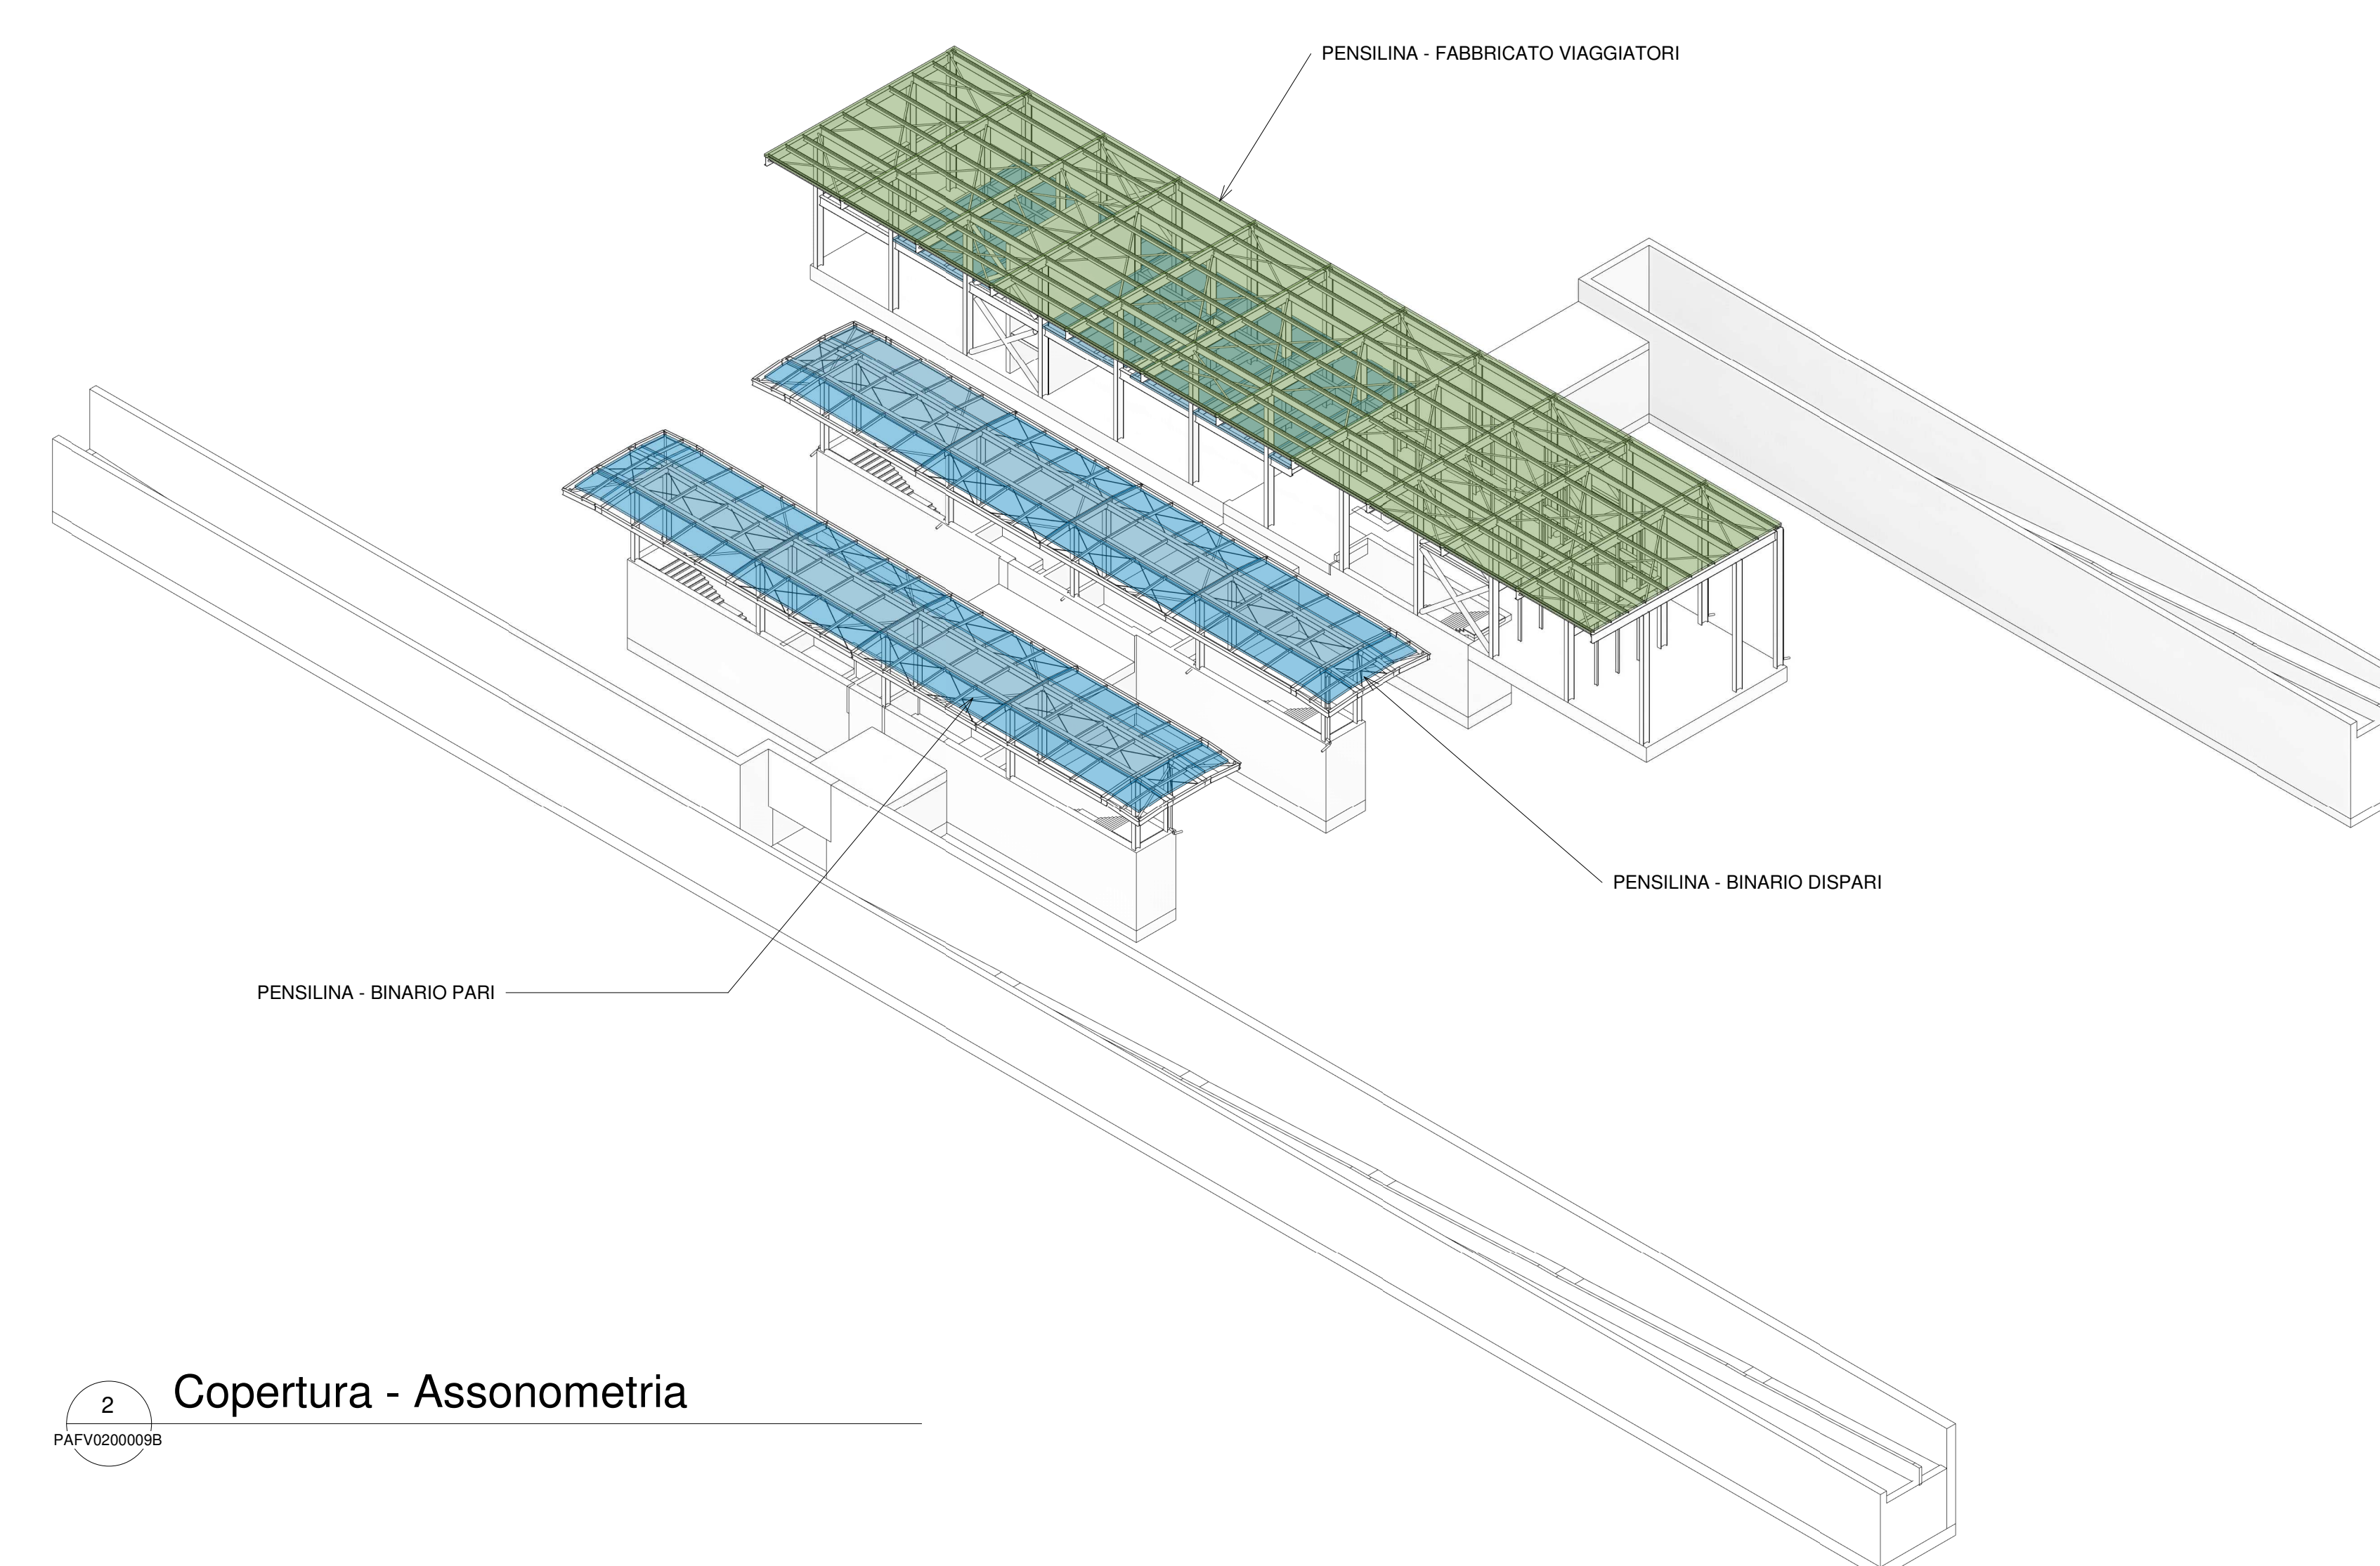 PENSILINA - FABBRICATO VIAGGIATORI
PENSILINA - BINARIO DISPARI
PENSILINA - BINARIO PARI
2
Copertura - Assonometria
PAFV0200009B